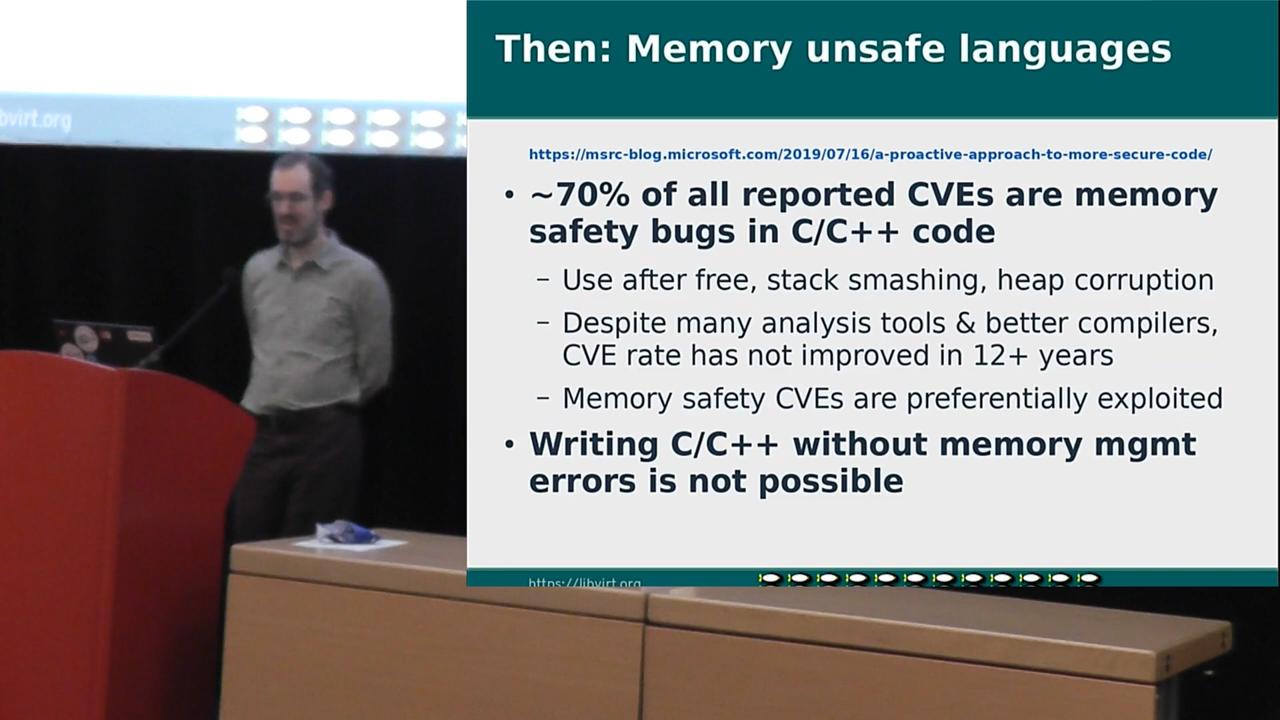 bvirt.org
Then: Memory unsafe languages
https://msrc-blog.microsoft.com/2019/07/16/a-proactive-approach-to-more-secure-code/
• ~70% of all reported CVEs are memory
safety bugs in C/C++ code
– Use after free, stack smashing, heap corruption
– Despite many analysis tools & better compilers,
CVE rate has not improved in 12+ years
– Memory safety CVEs are preferentially exploited
• Writing C/C++ without memory mgmt
errors is not possible
https://libvirt.org